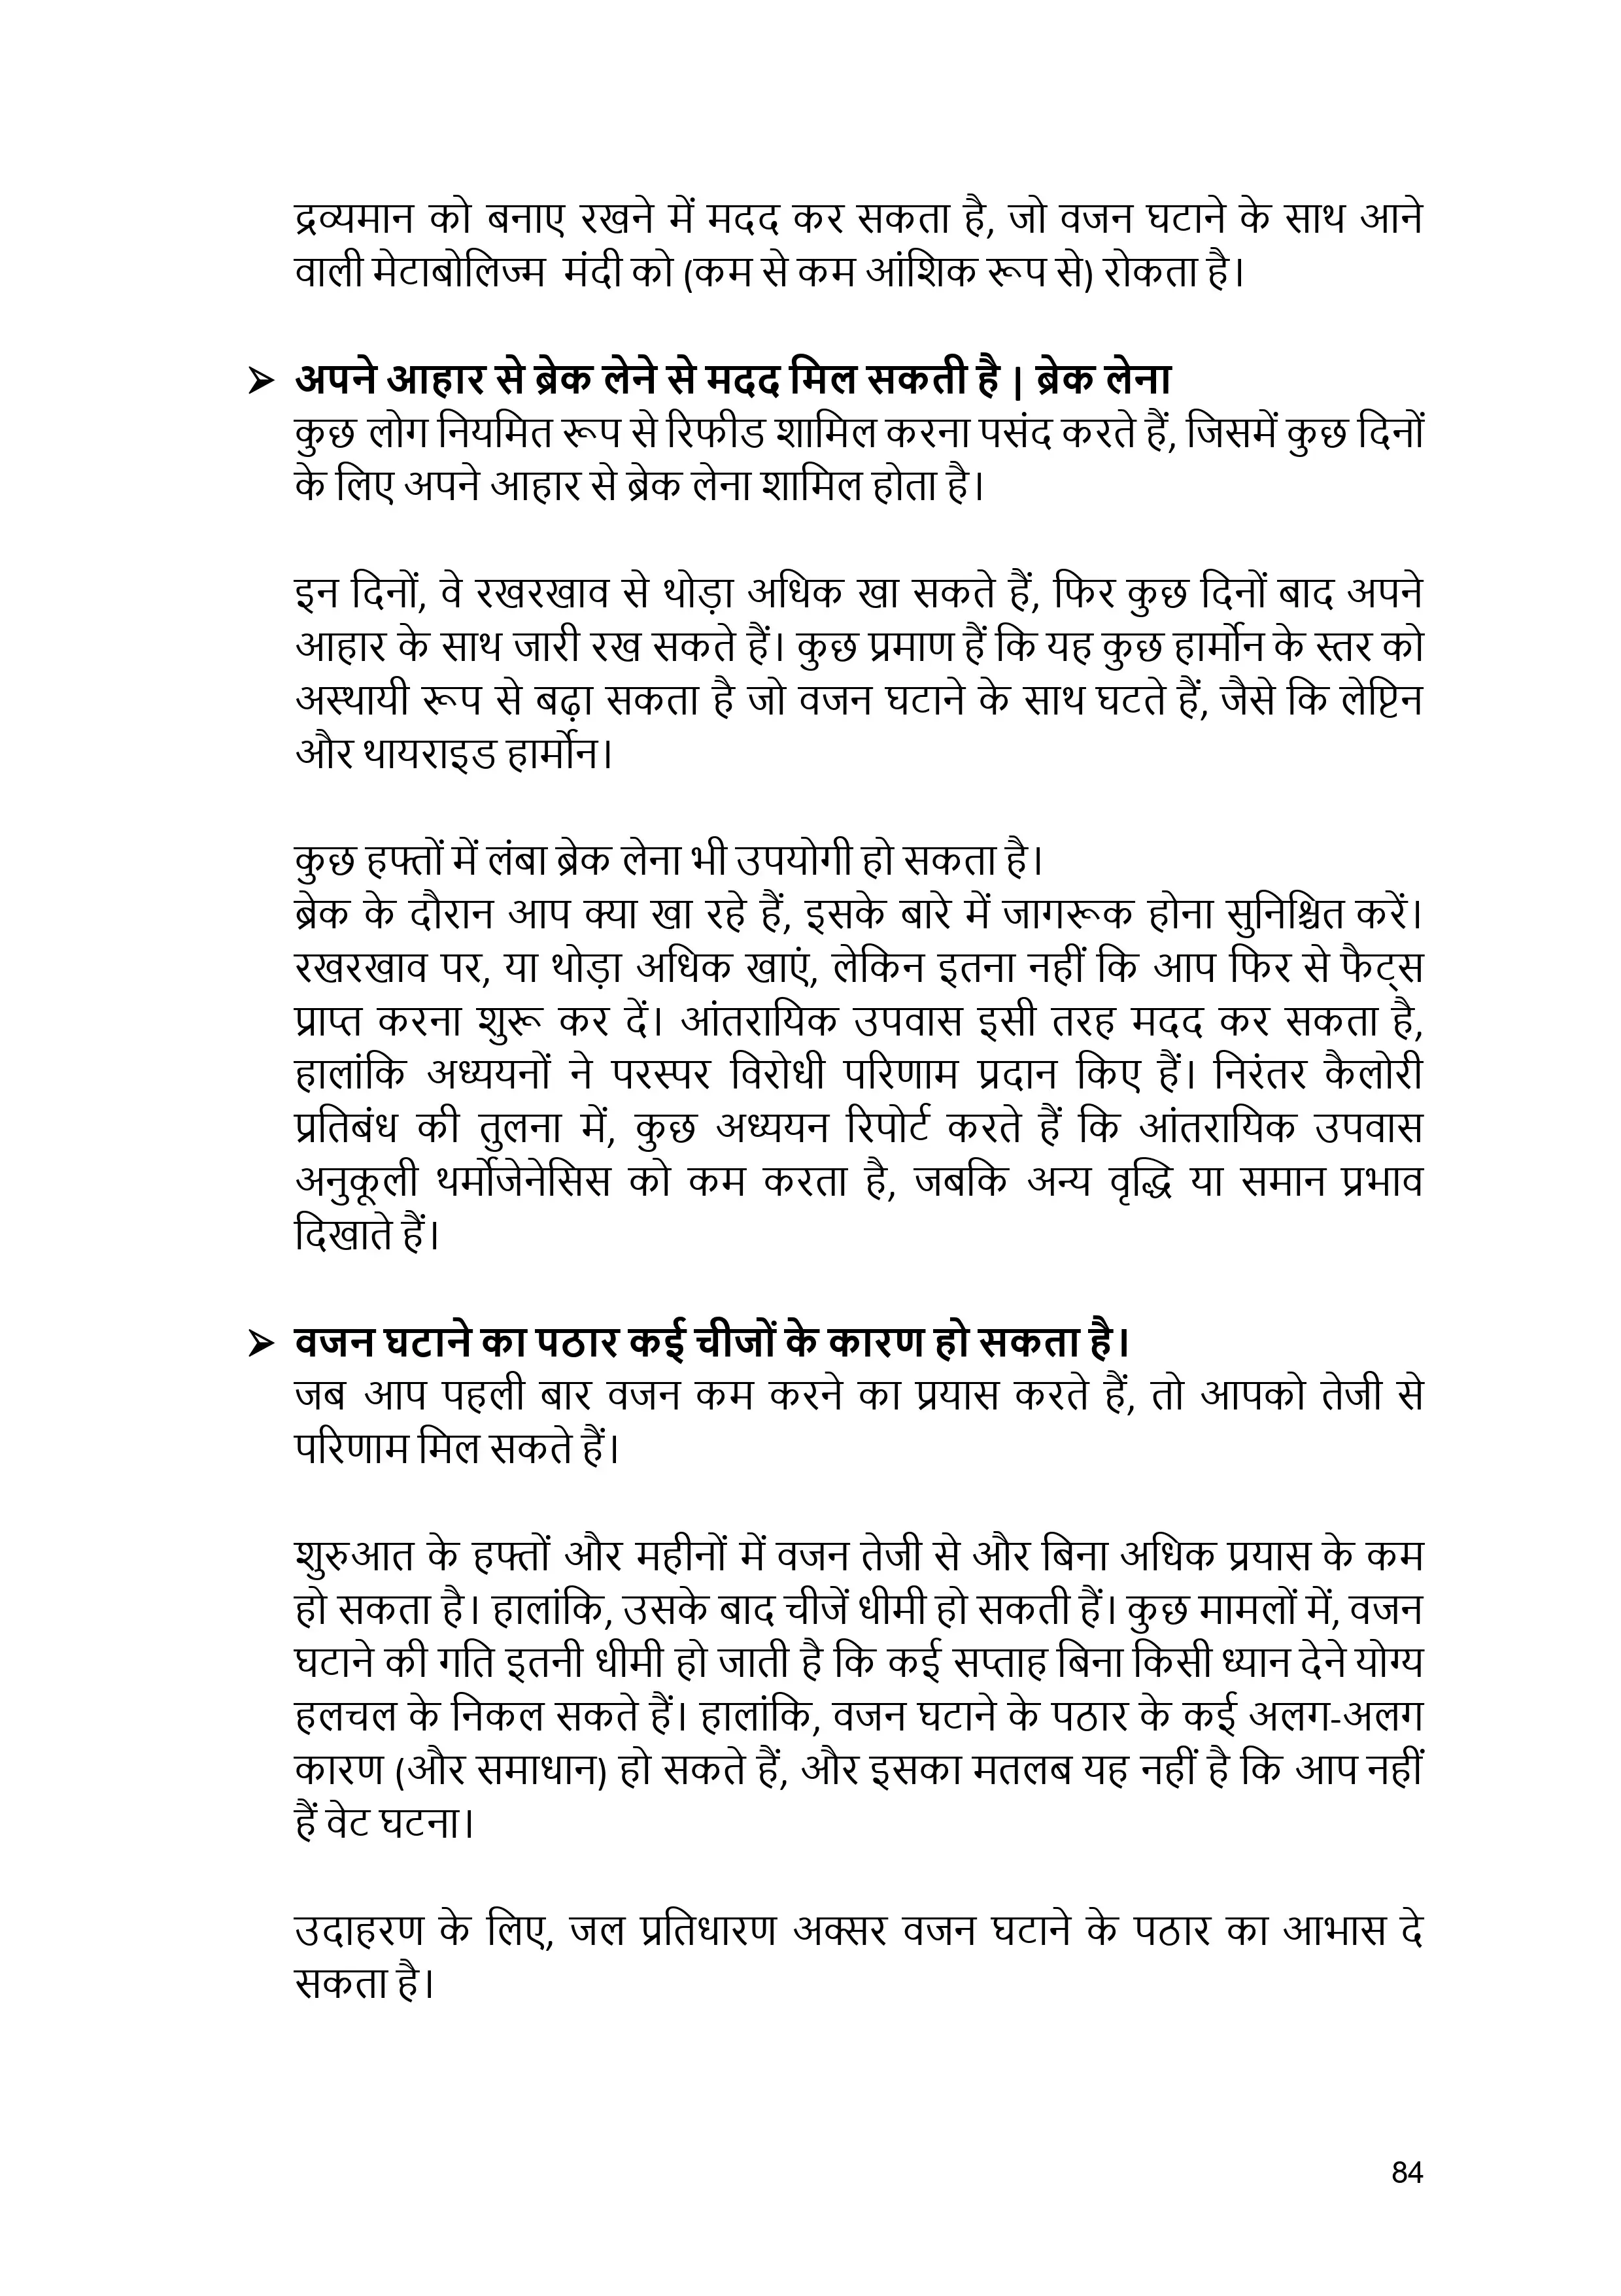 द्रव्यमान को बनाए रखने में मदद कर सकता है, जो वजन घटाने के साथ आने
वाली मेटाबोलिज्म मंदी को (कम से कम आंशिक रूप से) रोकता है।
➢ अपने आहार से ब्रेक लेने से मदद मिल सकती है | ब्रेक लेना
कुछ लोग नियमित रूप से रिफीड शामिल करना पसंद करते हैं, जिसमें कुछ दिनों
के लिए अपने आहार से ब्रेक लेना शामिल होता है।
इन दिनों, वे रखरखाव से थोड़ा अधिक खा सकते हैं, फिर कुछ दिनों बाद अपने
आहार के साथ जारी रख सकते हैं। कुछ प्रमाण हैं कि यह कुछ हार्मोन के स्तर को
अस्थायी रूप से बढ़ा सकता है जो वजन घटाने के साथ घटते हैं, जैसे कि लेप्टिन
और थायराइड हार्मोन।
कुछ हफ्तों में लंबा ब्रेक लेना भी उपयोगी हो सकता है।
ब्रेक के दौरान आप क्या खा रहे हैं, इसके बारे में जागरूक होना सुनिश्चित करें।
रखरखाव पर, या थोड़ा अधिक खाएं, लेकिन इतना नहीं कि आप फिर से फैट्स
प्राप्त करना शुरू कर दें। आंतरायिक उपवास इसी तरह मदद कर सकता है,
हालांकि अध्ययनों ने परस्पर विरोधी परिणाम प्रदान किए हैं। निरंतर कैलोरी
प्रतिबंध की तुलना में, कुछ अध्ययन रिपोर्ट करते हैं कि आंतरायिक उपवास
अनुकूली थर्मोजेनेसिस को कम करता है, जबकि अन्य वृद्धि या समान प्रभाव
दिखाते हैं।
➢ वजन घटाने का पठार कई चीजों के कारण हो सकता है।
जब आप पहली बार वजन कम करने का प्रयास करते हैं, तो आपको तेजी से
परिणाम मिल सकते हैं।
शुरुआत के हफ्तों और महीनों में वजन तेजी से और बिना अधिक प्रयास के कम
हो सकता है। हालांकि, उसके बाद चीजें धीमी हो सकती हैं। कुछ मामलों में, वजन
घटाने की गति इतनी धीमी हो जाती है कि कई सप्ताह बिना किसी ध्यान देने योग्य
हलचल के निकल सकते हैं। हालांकि, वजन घटाने के पठार के कई अलग-अलग
कारण (और समाधान) हो सकते हैं, और इसका मतलब यह नहीं है कि आप नहीं
हैं वेट घटना।
उदाहरण के लिए, जल प्रतिधारण अक्सर वजन घटाने के पठार का आभास दे
सकता है।
84